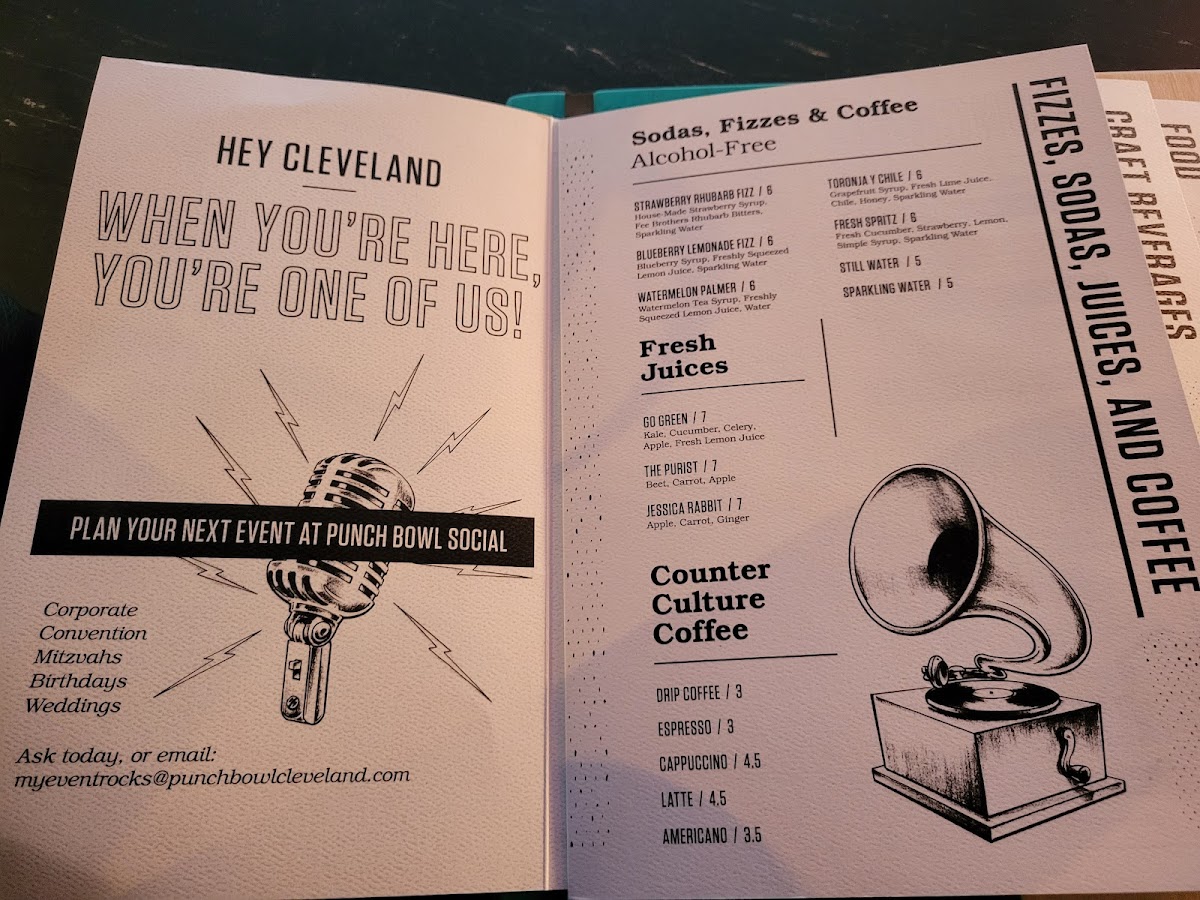 HEY CLEVELAND
WHEN YOU'RE HERE,
YOU'RE ONE OF US!
PLAN YOUR NEXT EVENT AT PUNCH BOWL SOCIAL
Corporate
Convention
Mitzvahs
Birthdays
Weddings
Ask today, or email:
myeventrocks@punchbowlcleveland.com
Sodas, Fizzes & Coffee
Alcohol-Free
STRAWBERRY RHUBARB FIZZ / 6
House-Made Strawberry Syrup,
Fee Brothers Rhubarb Bitters,
Sparkling Water
BLUEBERRY LEMONADE FIZZ / 6
Blueberry Syrup, Freshly Squeezed
Lemon Juice, Sparkling Water
WATERMELON PALMER / 6
Watermelon Tea Syrup, Freshly
Squeezed Lemon Juice, Water
TORONJA Y CHILE / 6
Grapefruit Syrup, Fresh Lime Juice,
Chile, Honey, Sparkling Water
FRESH SPRITZ / 6
Fresh Cucumber, Strawberry, Lemon,
Simple Syrup, Sparkling Water
STILL WATER / 5
SPARKLING WATER / 5
Fresh
Juices
GO GREEN / 7
Kale, Cucumber, Celery,
Apple, Fresh Lemon Juice
THE PURIST / 7
Beet, Carrot, Apple
JESSICA RABBIT / 7
Apple, Carrot, Ginger
Counter
Culture
Coffee
DRIP COFFEE / 3
ESPRESSO / 3
CAPPUCCINO / 4.5
LATTE / 4.5
AMERICANO / 3.5
FIZZES, SODAS, JUICES, AND COFFEE
CRAFT BEVERAGES
FOOD